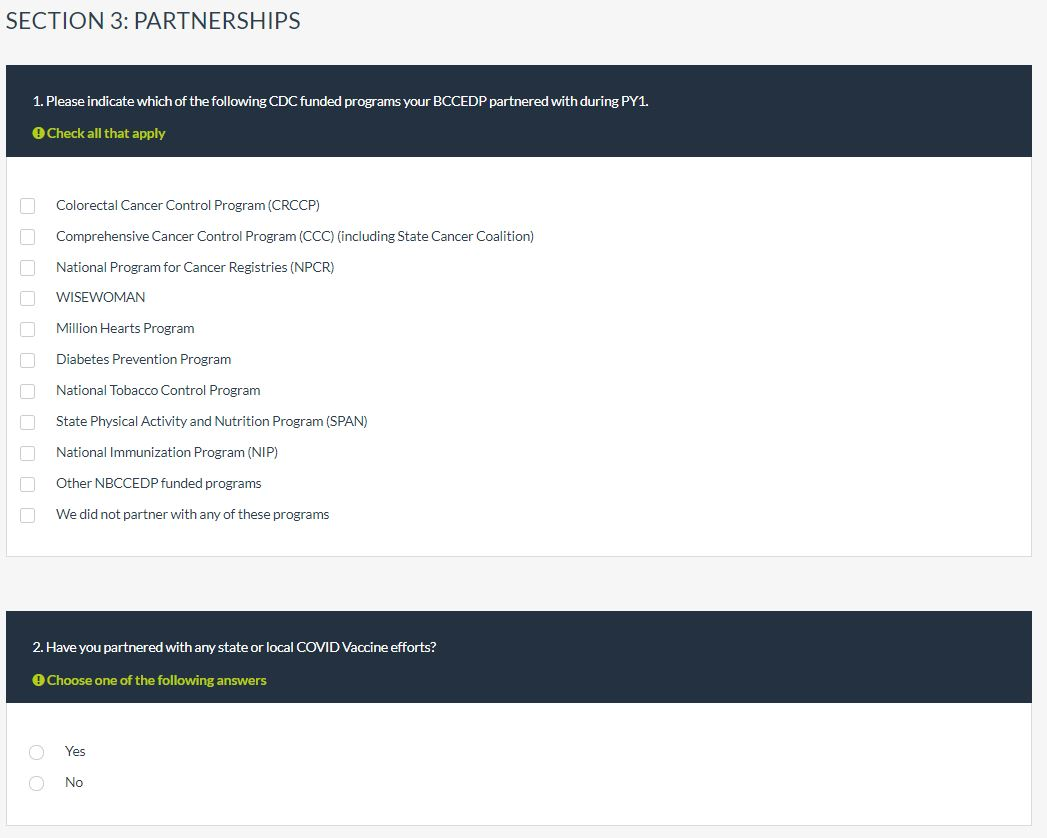 SECTION 3: PARTNERSHIPS
1. Please indicate which of the following CDC funded programs your BCCEDP partnered with during PY1.
Check all that apply
Colorectal Cancer Control Program (CRCCP)
Comprehensive Cancer Control Program (CCC) (including State Cancer Coalition)
National Program for Cancer Registries (NPCR)
WISEWOMAN
Million Hearts Program
Diabetes Prevention Program
National Tobacco Control Program
State Physical Activity and Nutrition Program (SPAN)
National Immunization Program (NIP)
Other NBCCEDP funded programs
We did not partner with any of these programs
2. Have you partnered with any state or local COVID Vaccine efforts?
Choose one of the following answers
Yes
No